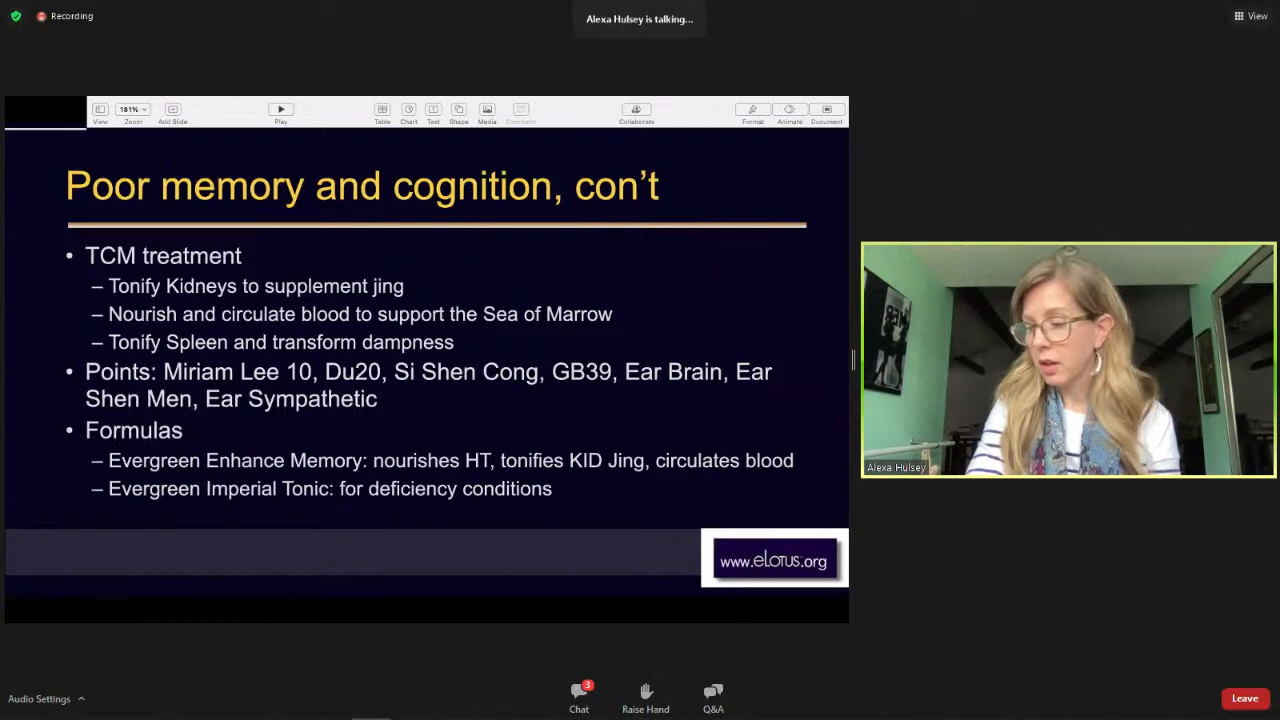 Recording
Alexa Hulsey is talking...
View
181%
View Zoom Add Slide Play Table Chart Text Shape Media Comment Collaborate Format Animate Document
Poor memory and cognition, con't
• TCM treatment
– Tonify Kidneys to supplement jing
– Nourish and circulate blood to support the Sea of Marrow
– Tonify Spleen and transform dampness
• Points: Miriam Lee 10, Du20, Si Shen Cong, GB39, Ear Brain, Ear
Shen Men, Ear Sympathetic
• Formulas
– Evergreen Enhance Memory: nourishes HT, tonifies KID Jing, circulates blood
– Evergreen Imperial Tonic: for deficiency conditions
www.eLotus.org
Alexa Hulsey
Audio Settings
3
Chat Raise Hand Q&A
Leave